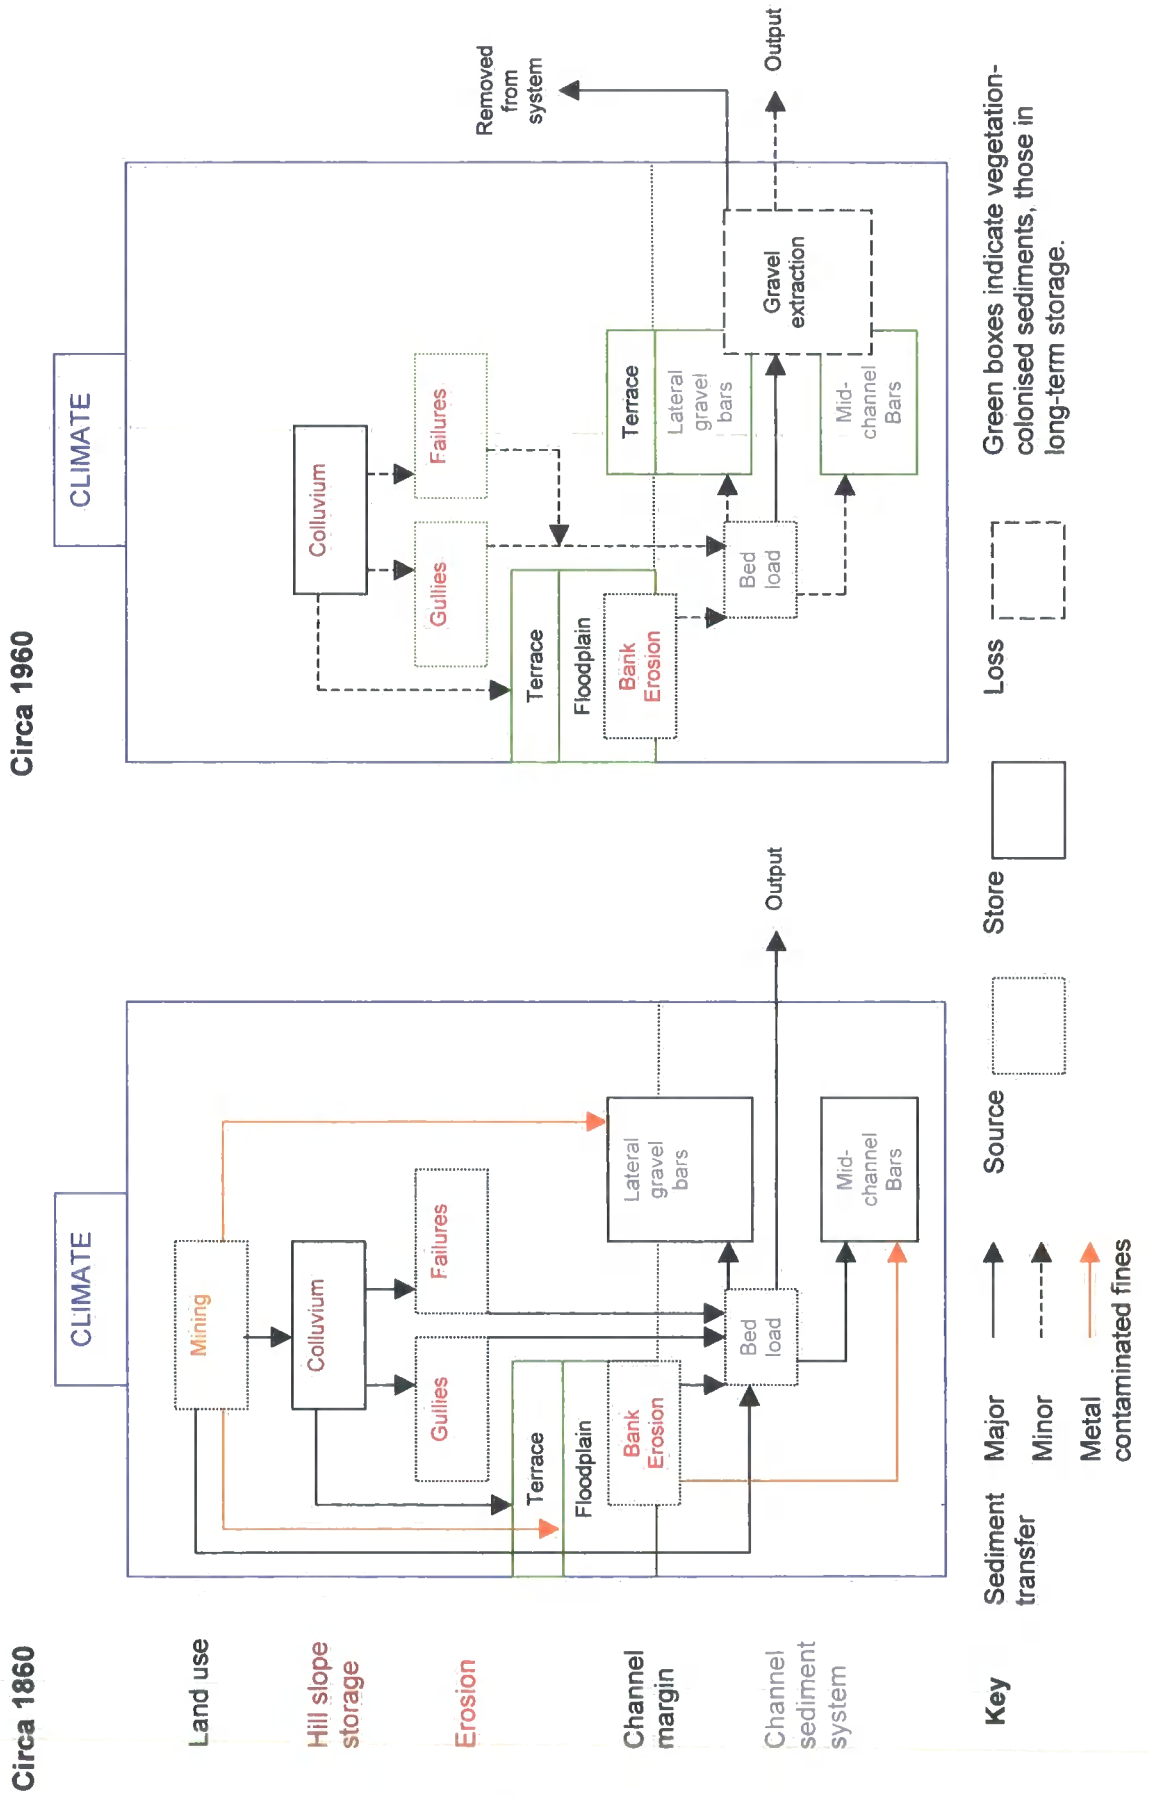 Circa 1860
CLIMATE
Land use
Mining
Hill slope
storage
Colluvium
Erosion
Gullies
Failures
Terrace
Floodplain
Channel
margin
Bank
Erosion
Lateral
gravel
bars
Channel
sediment
system
Bed
load
Output
Mid-
channel
Bars
Circa 1960
CLIMATE
Colluvium
Gullies
Failures
Removed
from
system
Terrace
Floodplain
Bank
Erosion
Terrace
Lateral
gravel
bars
Bed
load
Gravel
extraction
Output
Mid-
channel
Bars
Key
Sediment
transfer
Major
Minor
Metal
contaminated fines
Source
Store
Loss
Green boxes indicate vegetation-
colonised sediments, those in
long-term storage.